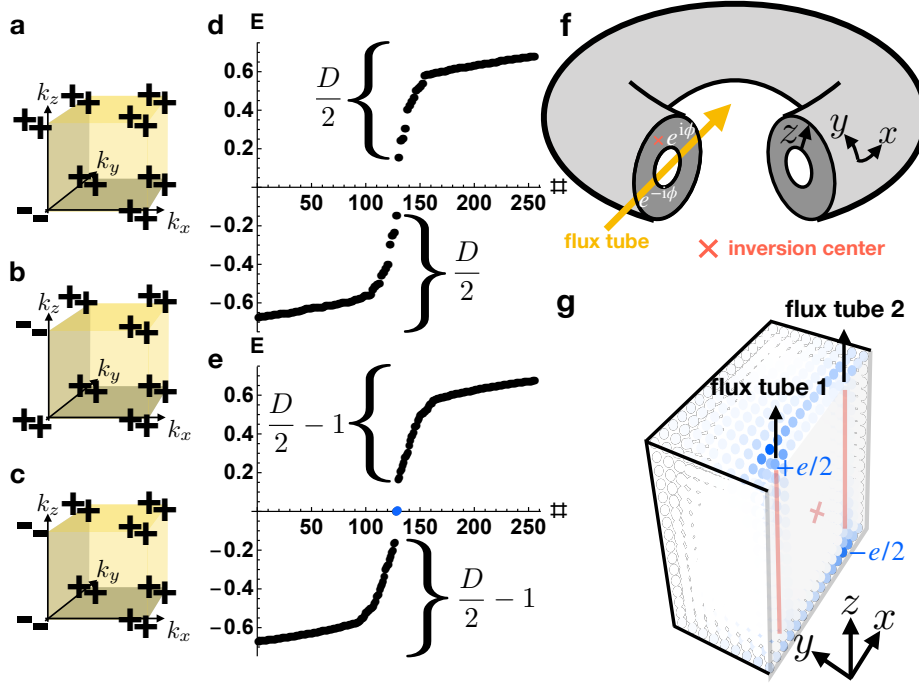 a
k_z
k_y
k_x
b
k_z
k_y
k_x
c
k_z
k_y
k_x
d
E
0.6
0.4
0.2
-0.2
-0.4
-0.6
50 100 150 200 250 #
D/2
D/2
e
E
0.6
0.4
0.2
-0.2
-0.4
-0.6
50 100 150 200 250 #
D/2 - 1
D/2 - 1
f
e^{iϕ}
e^{-iϕ}
z y x
flux tube
× inversion center
g
flux tube 2
flux tube 1
+e/2
-e/2
y z x